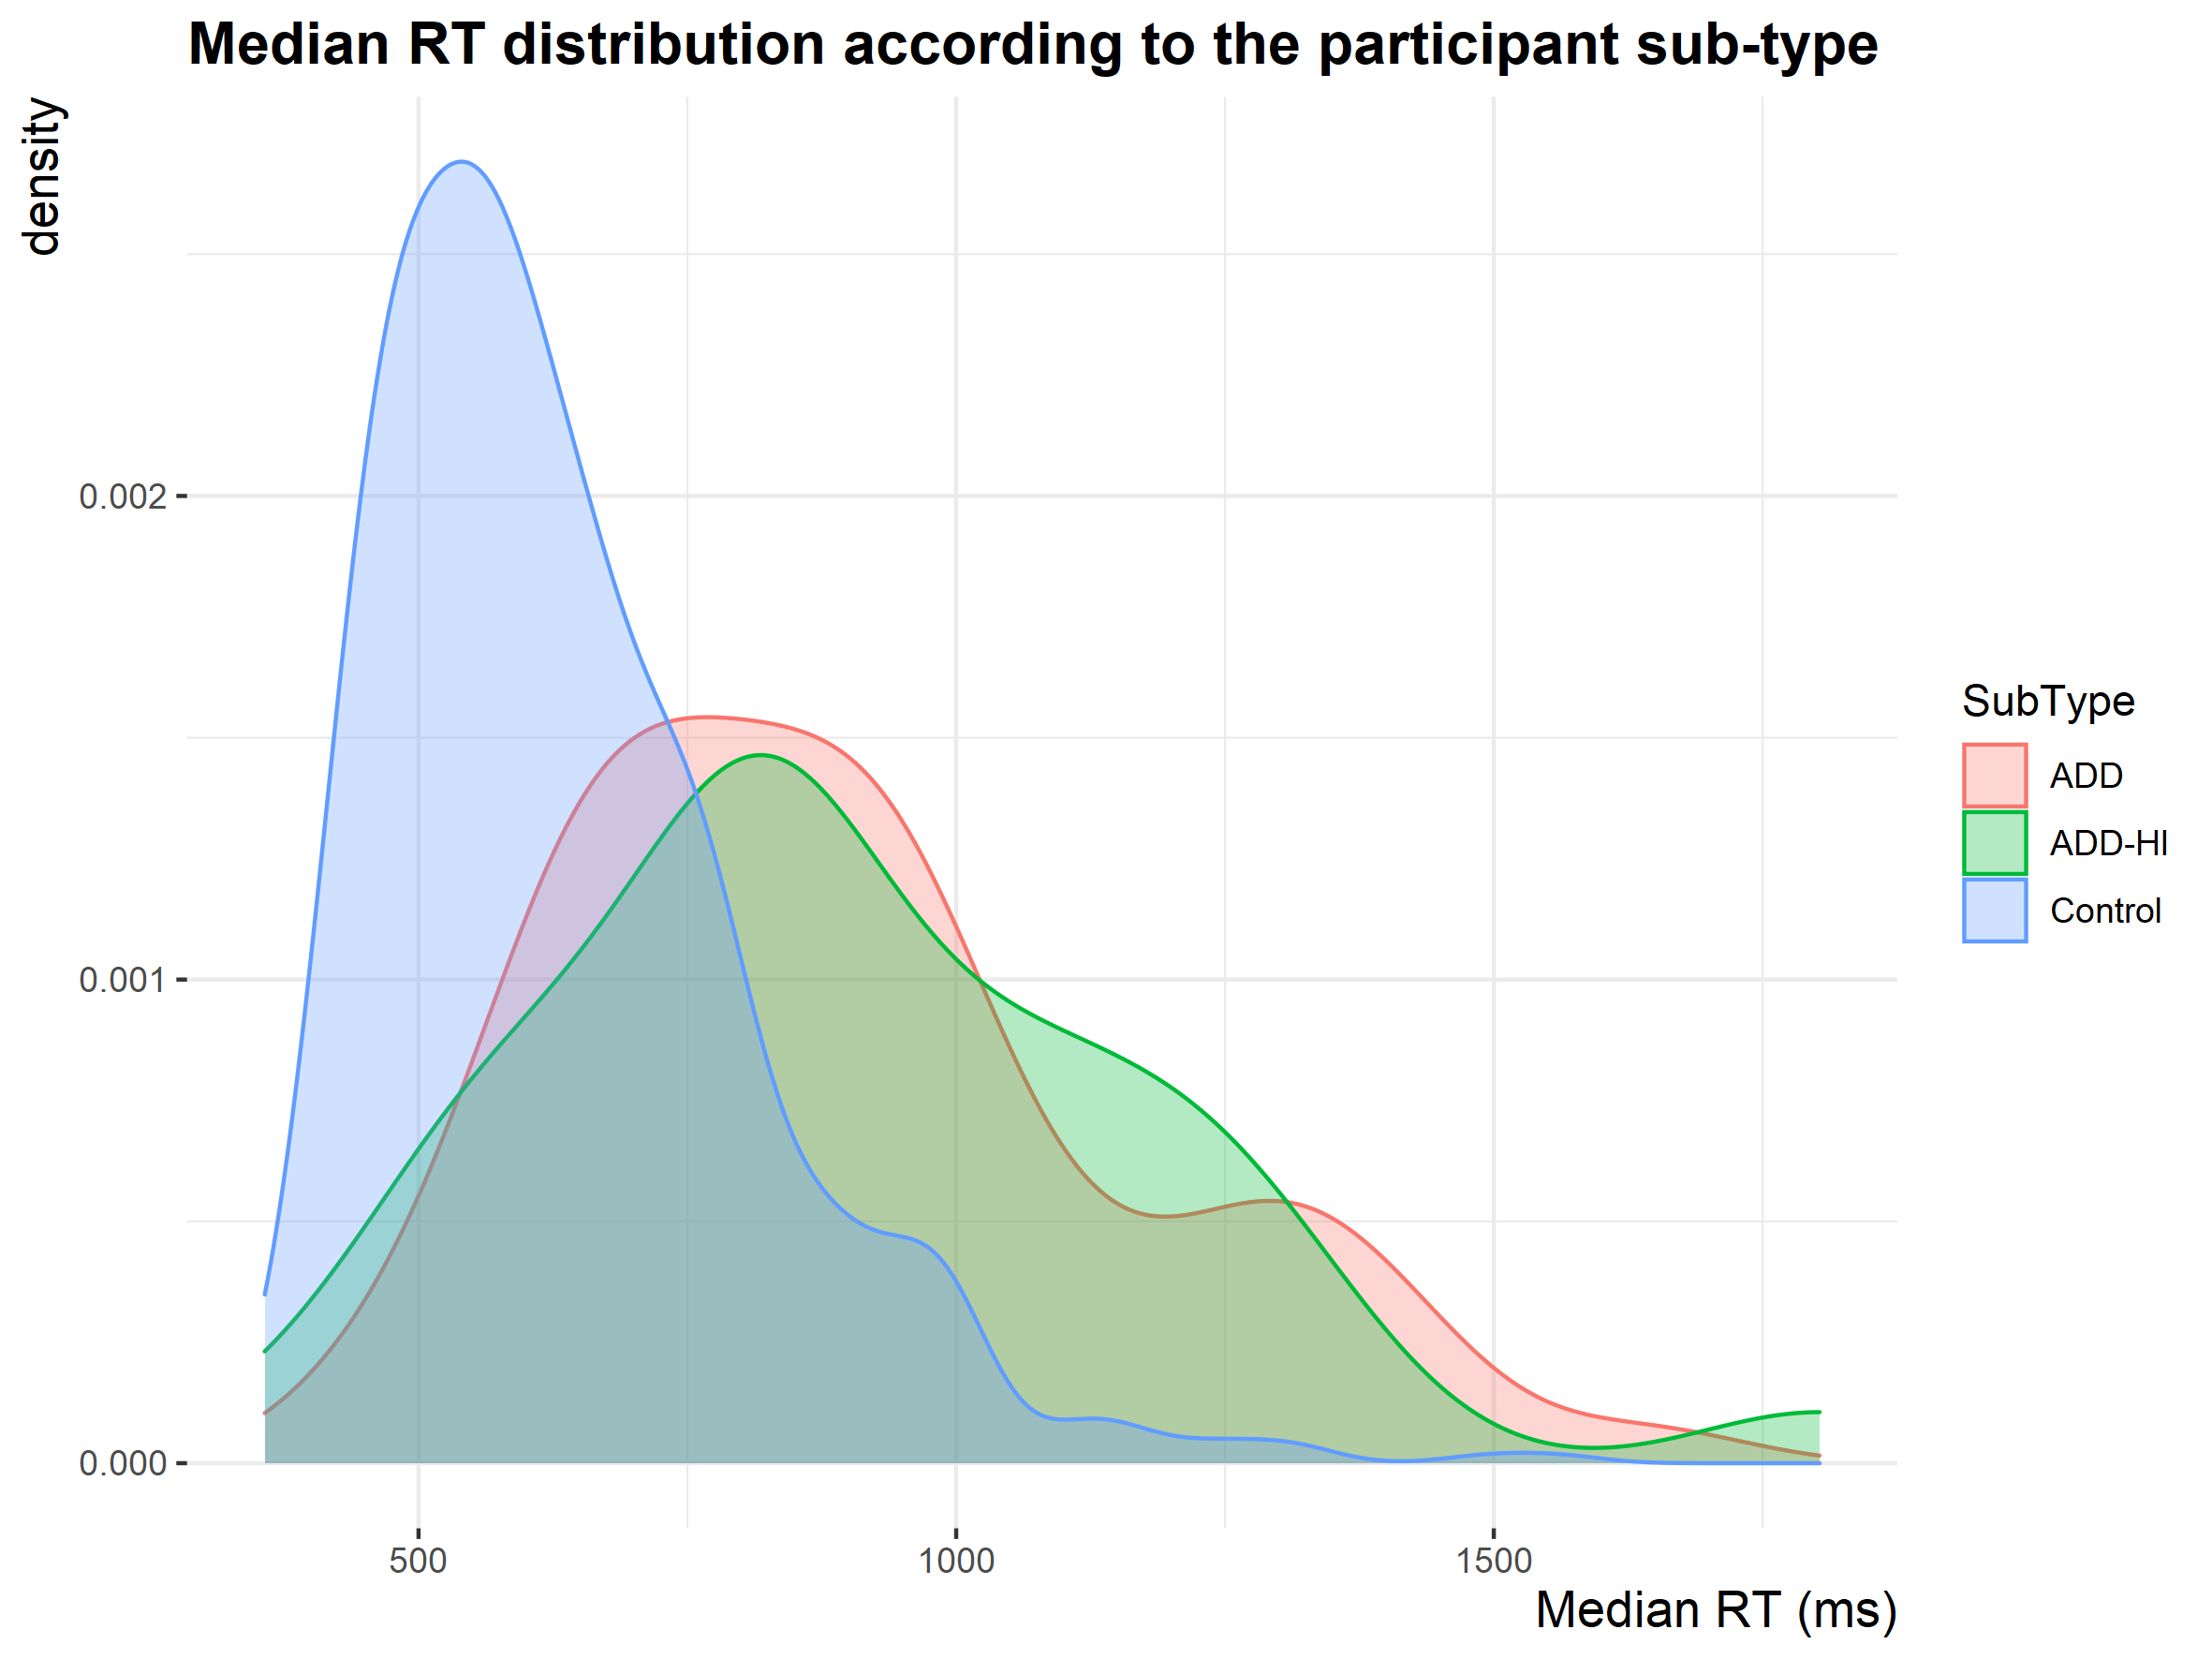 Median RT distribution according to the participant sub-type
density
0.002
0.001
0.000
500
1000
1500
Median RT (ms)
SubType
ADD
ADD-HI
Control